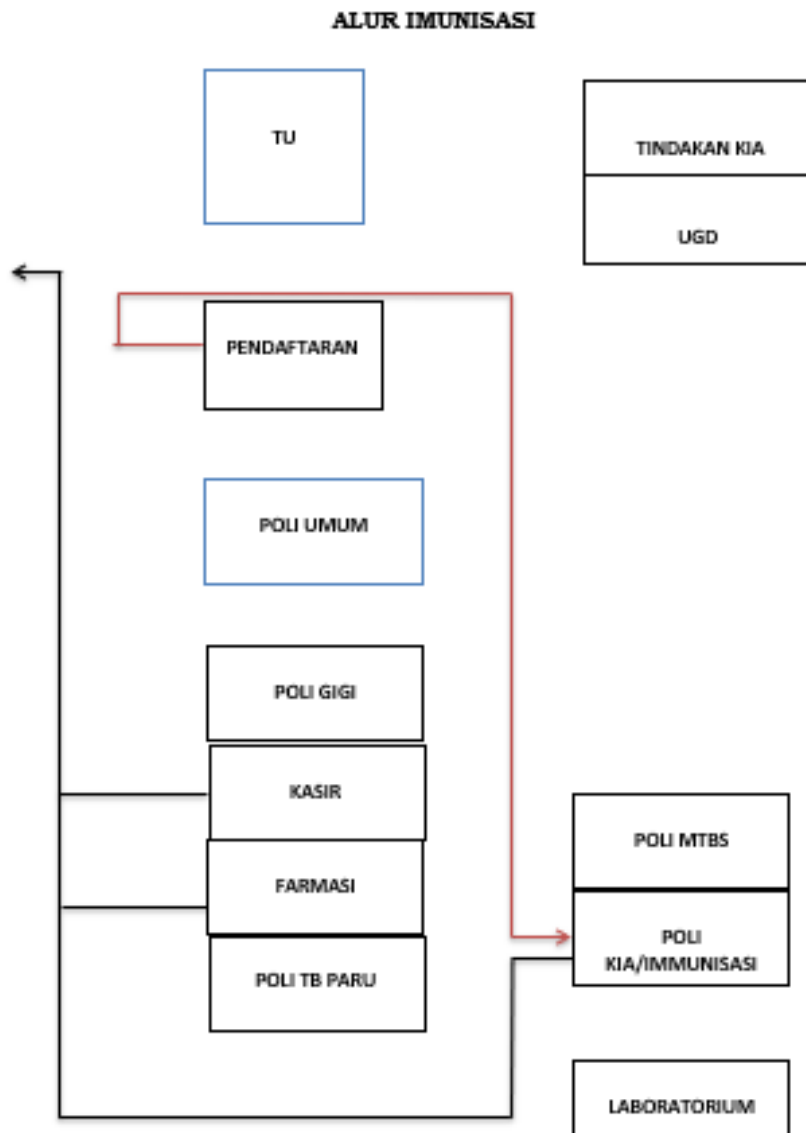 ALUR IMUNISASI
TU
TINDAKAN KIA
UGD
PENDAFTARAN
POLI UMUM
POLI GIGI
KASIR
FARMASI
POLI TB PARU
POLI MTBS
POLI
KIA/IMMUNISASI
LABORATORIUM